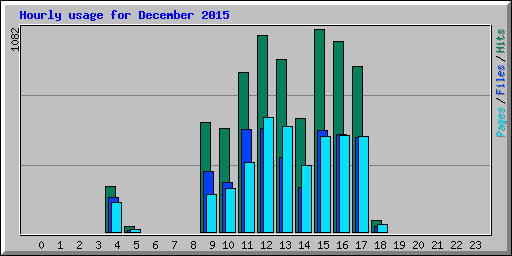 Hourly usage for December 2015
1082
Pages/Files/Hits
0 1 2 3 4 5 6 7 8 9 10 11 12 13 14 15 16 17 18 19 20 21 22 23